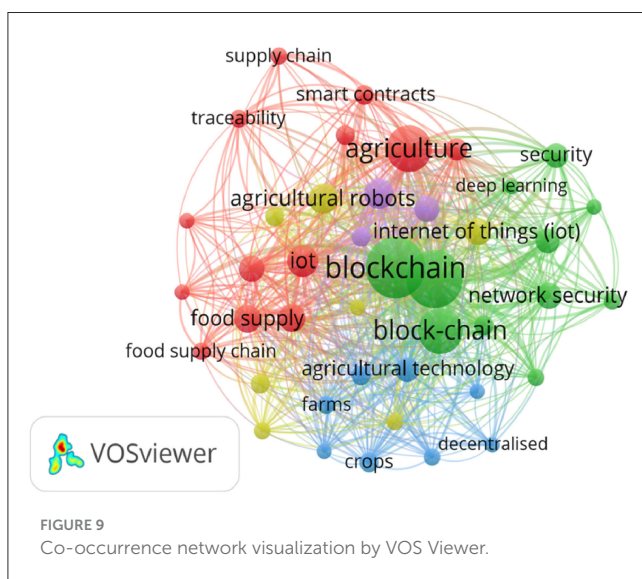 supply chain
smart contracts
traceability
agriculture
security
deep learning
agricultural robots
internet of things (iot)
iot
blockchain
network security
food supply
block-chain
food supply chain
agricultural technology
farms
decentralised
crops
VOSviewer
FIGURE 9
Co-occurrence network visualization by VOS Viewer.